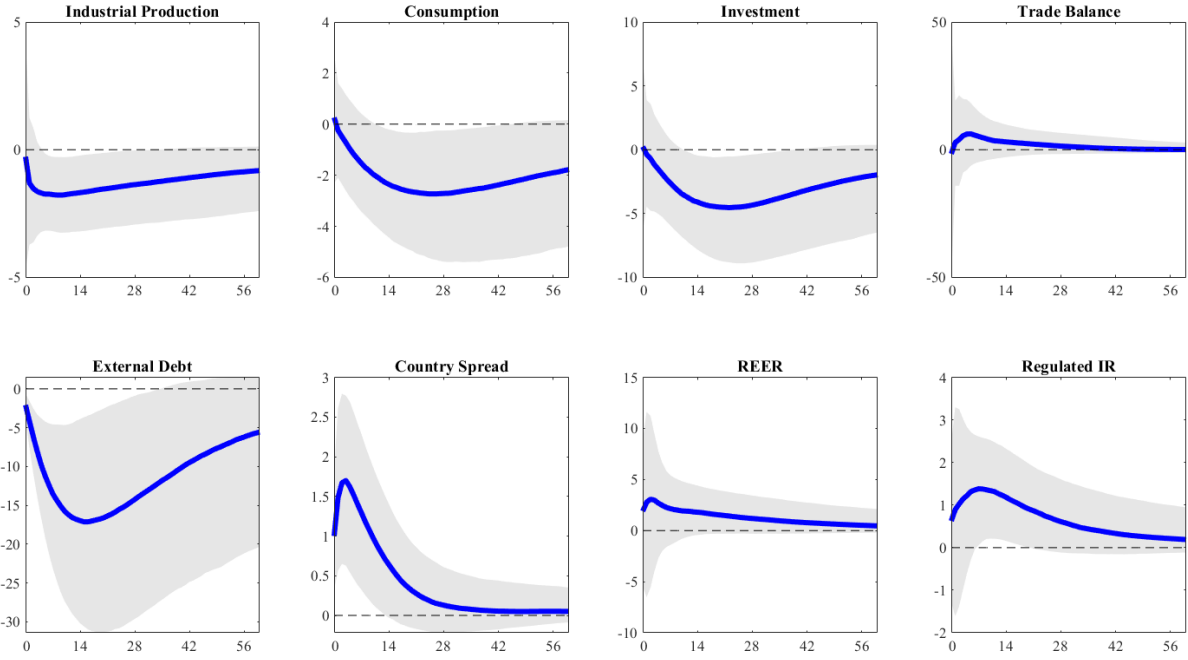 Industrial Production
5
0
-5
0 14 28 42 56
Consumption
4
2
0
-2
-4
-6
0 14 28 42 56
Investment
10
5
0
-5
-10
0 14 28 42 56
Trade Balance
50
0
-50
0 14 28 42 56
External Debt
0
-5
-10
-15
-20
-25
-30
0 14 28 42 56
Country Spread
3
2.5
2
1.5
1
0.5
0
0 14 28 42 56
REER
15
10
5
0
-5
-10
0 14 28 42 56
Regulated IR
4
3
2
1
0
-1
-2
0 14 28 42 56